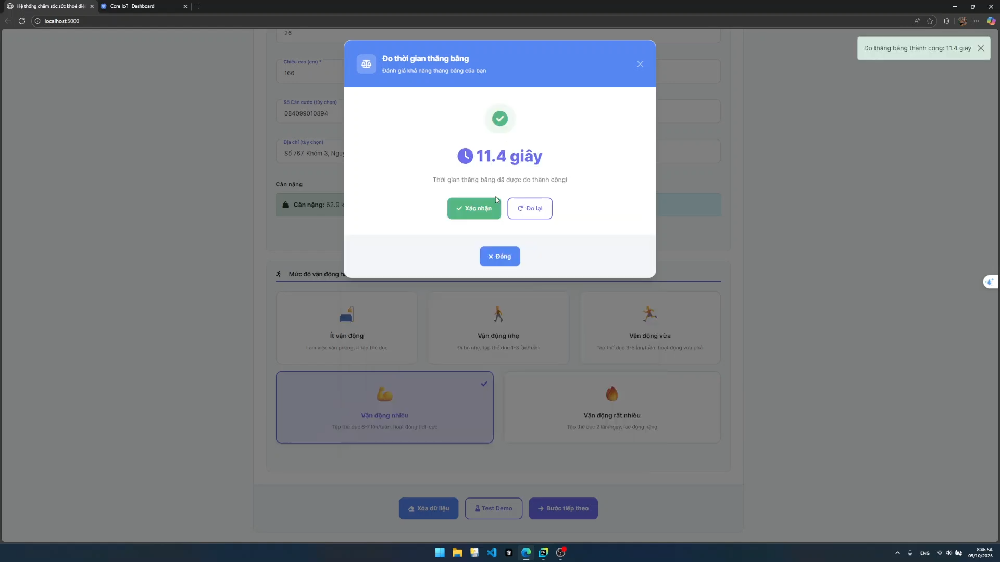 Hệ thống chăm sóc sức khoẻ điệ
Core IoT | Dashboard
localhost:5000
26
Đo thời gian thăng bằng
Đánh giá khả năng thăng bằng của bạn
Đo thăng bằng thành công: 11.4 giây
Chiều cao (cm) *
166
Số Căn cước (tùy chọn)
084099010894
Địa chỉ (tùy chọn)
Số 767, Khóm 3, Nguy
11.4 giây
Thời gian thăng bằng đã được đo thành công!
Xác nhận
Đo lại
Cân nặng
Cân nặng: 62.9 k
Đóng
Mức độ vận động h
Ít vận động
Làm việc văn phòng, ít tập thể dục
Vận động nhẹ
Đi bộ nhẹ, tập thể dục 1-3 lần/tuần
Vận động vừa
Tập thể dục 3-5 lần/tuần, hoạt động vừa phải
Vận động nhiều
Tập thể dục 6-7 lần/tuần, hoạt động tích cực
Vận động rất nhiều
Tập thể dục 2 lần/ngày, lao động nặng
Xóa dữ liệu
Test Demo
Bước tiếp theo
ENG
8:46 SA
05/10/2025